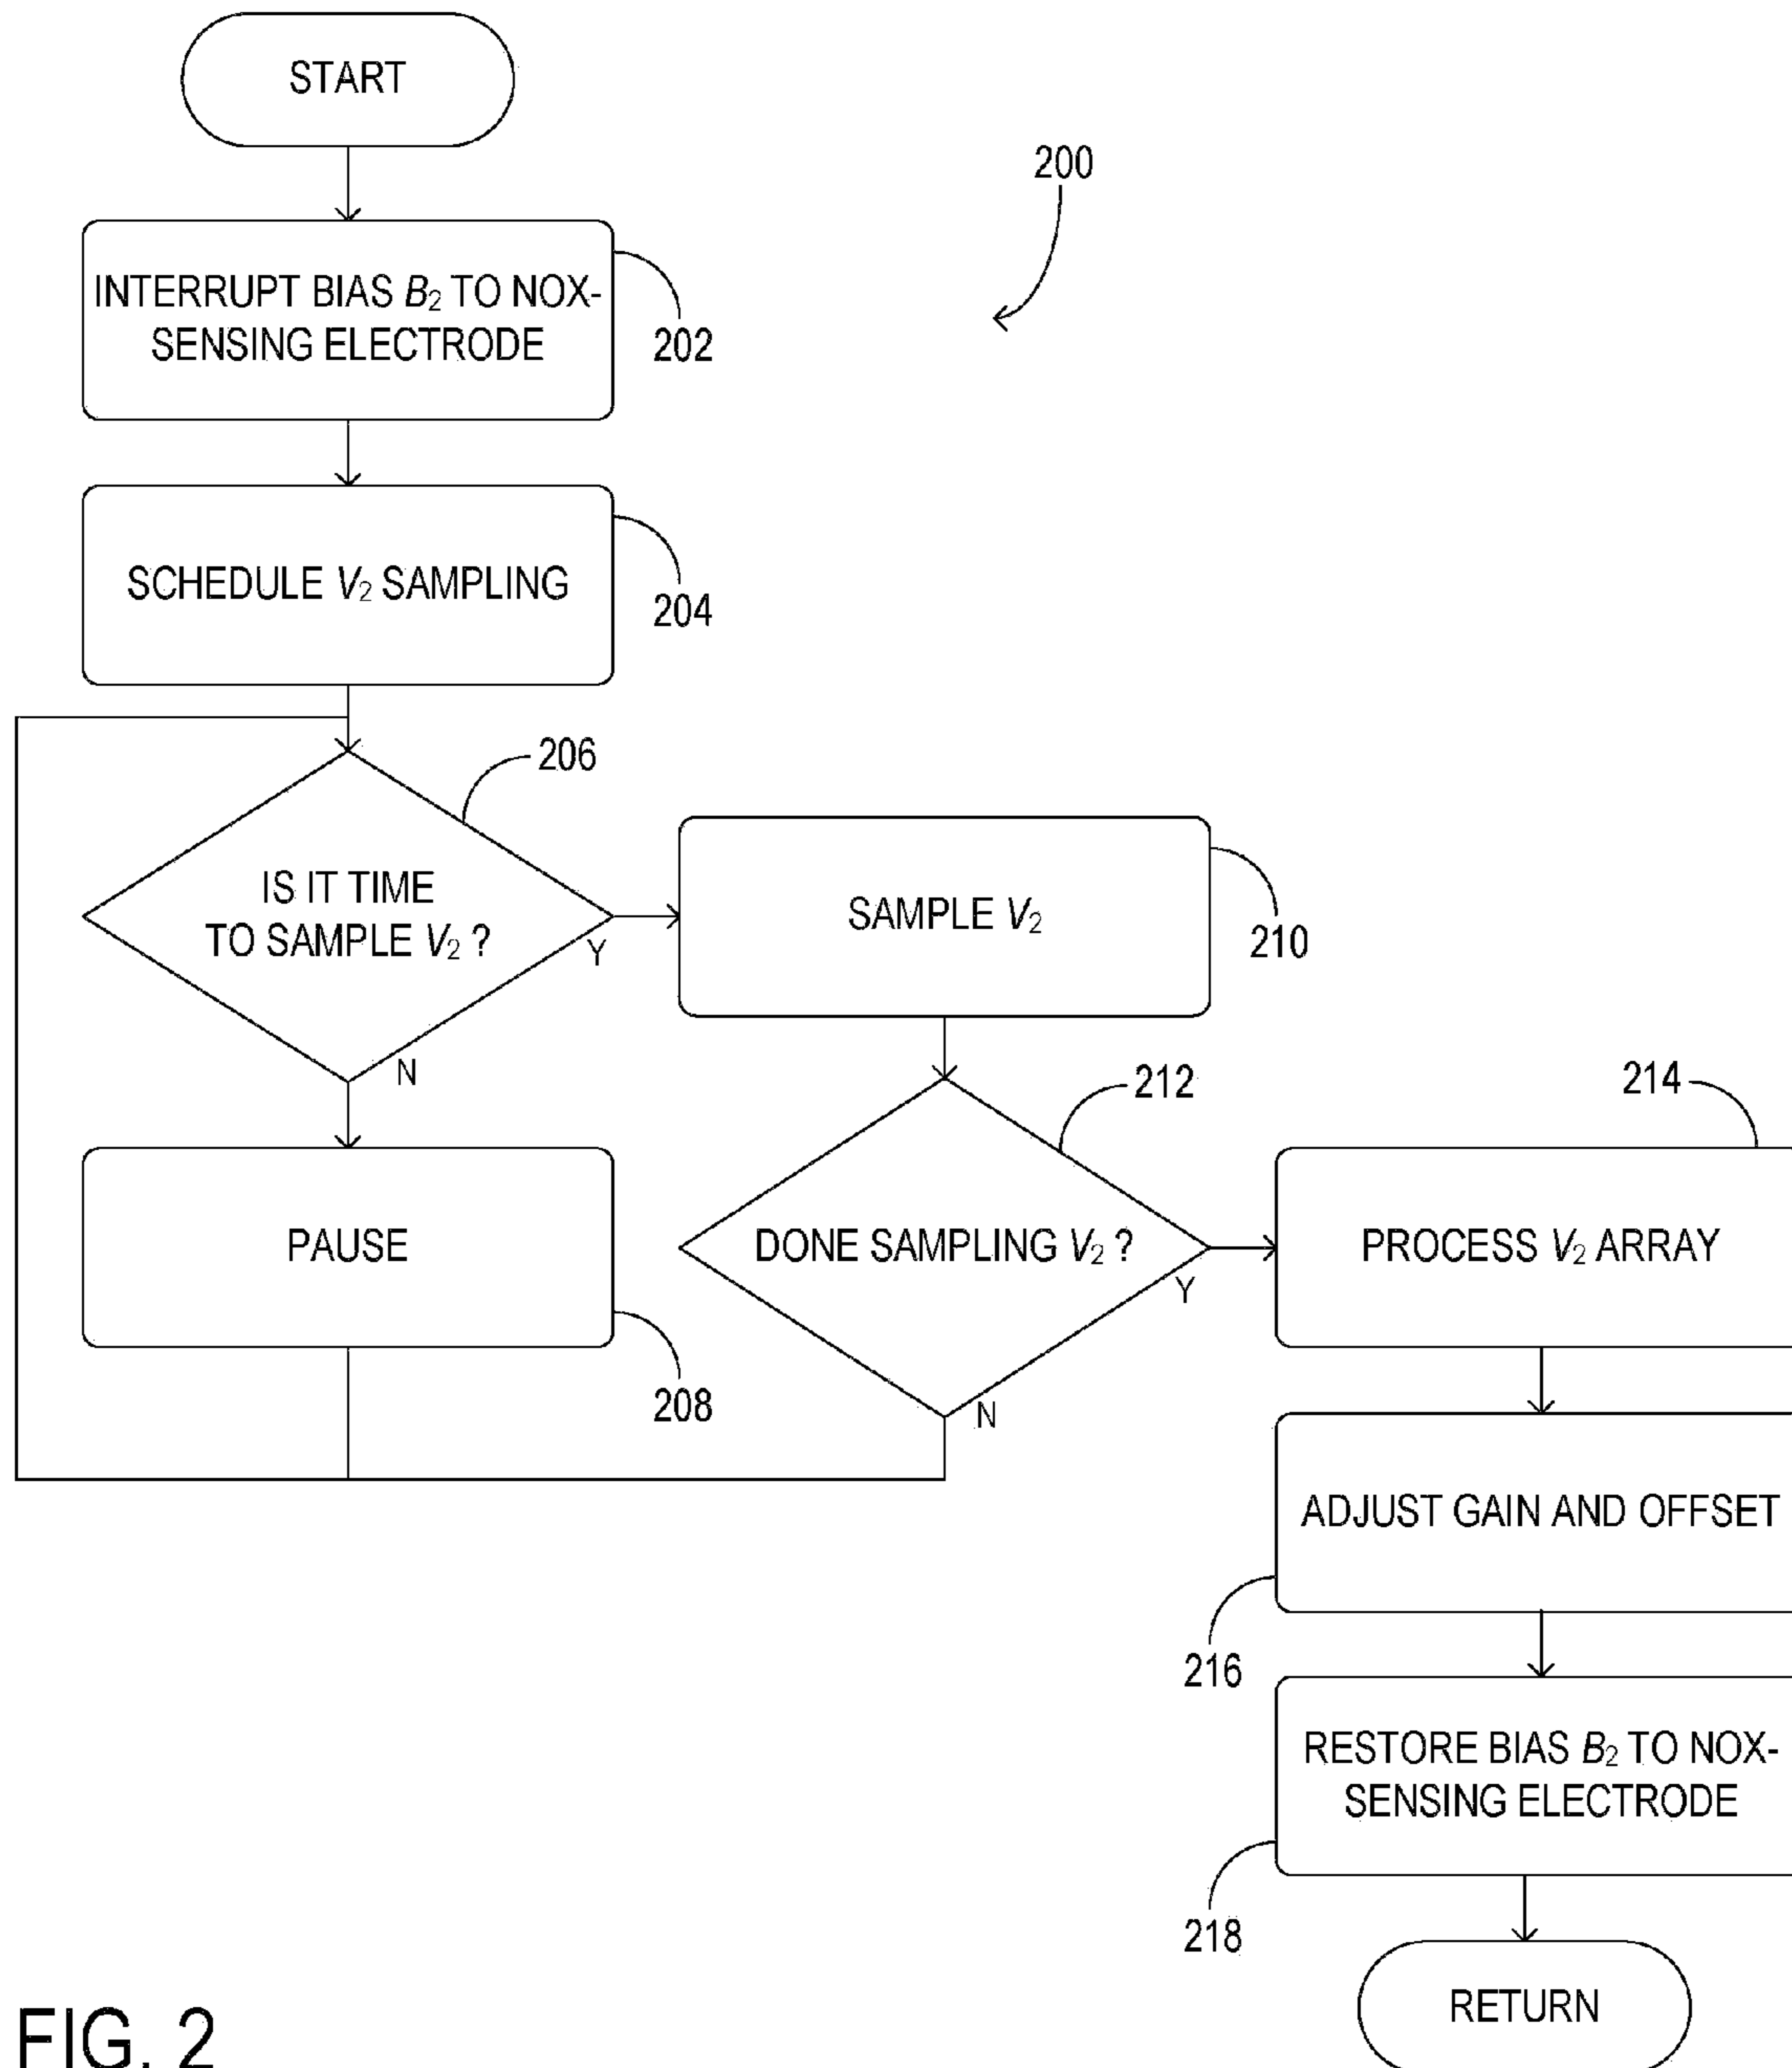 START
200
INTERRUPT BIAS B₂ TO NOX-
SENSING ELECTRODE
202
SCHEDULE V₂ SAMPLING
204
206
IS IT TIME
TO SAMPLE V₂ ?
Y
N
SAMPLE V₂
210
PAUSE
208
212
DONE SAMPLING V₂ ?
Y
N
214
PROCESS V₂ ARRAY
ADJUST GAIN AND OFFSET
216
RESTORE BIAS B₂ TO NOX-
SENSING ELECTRODE
218
RETURN
FIG. 2